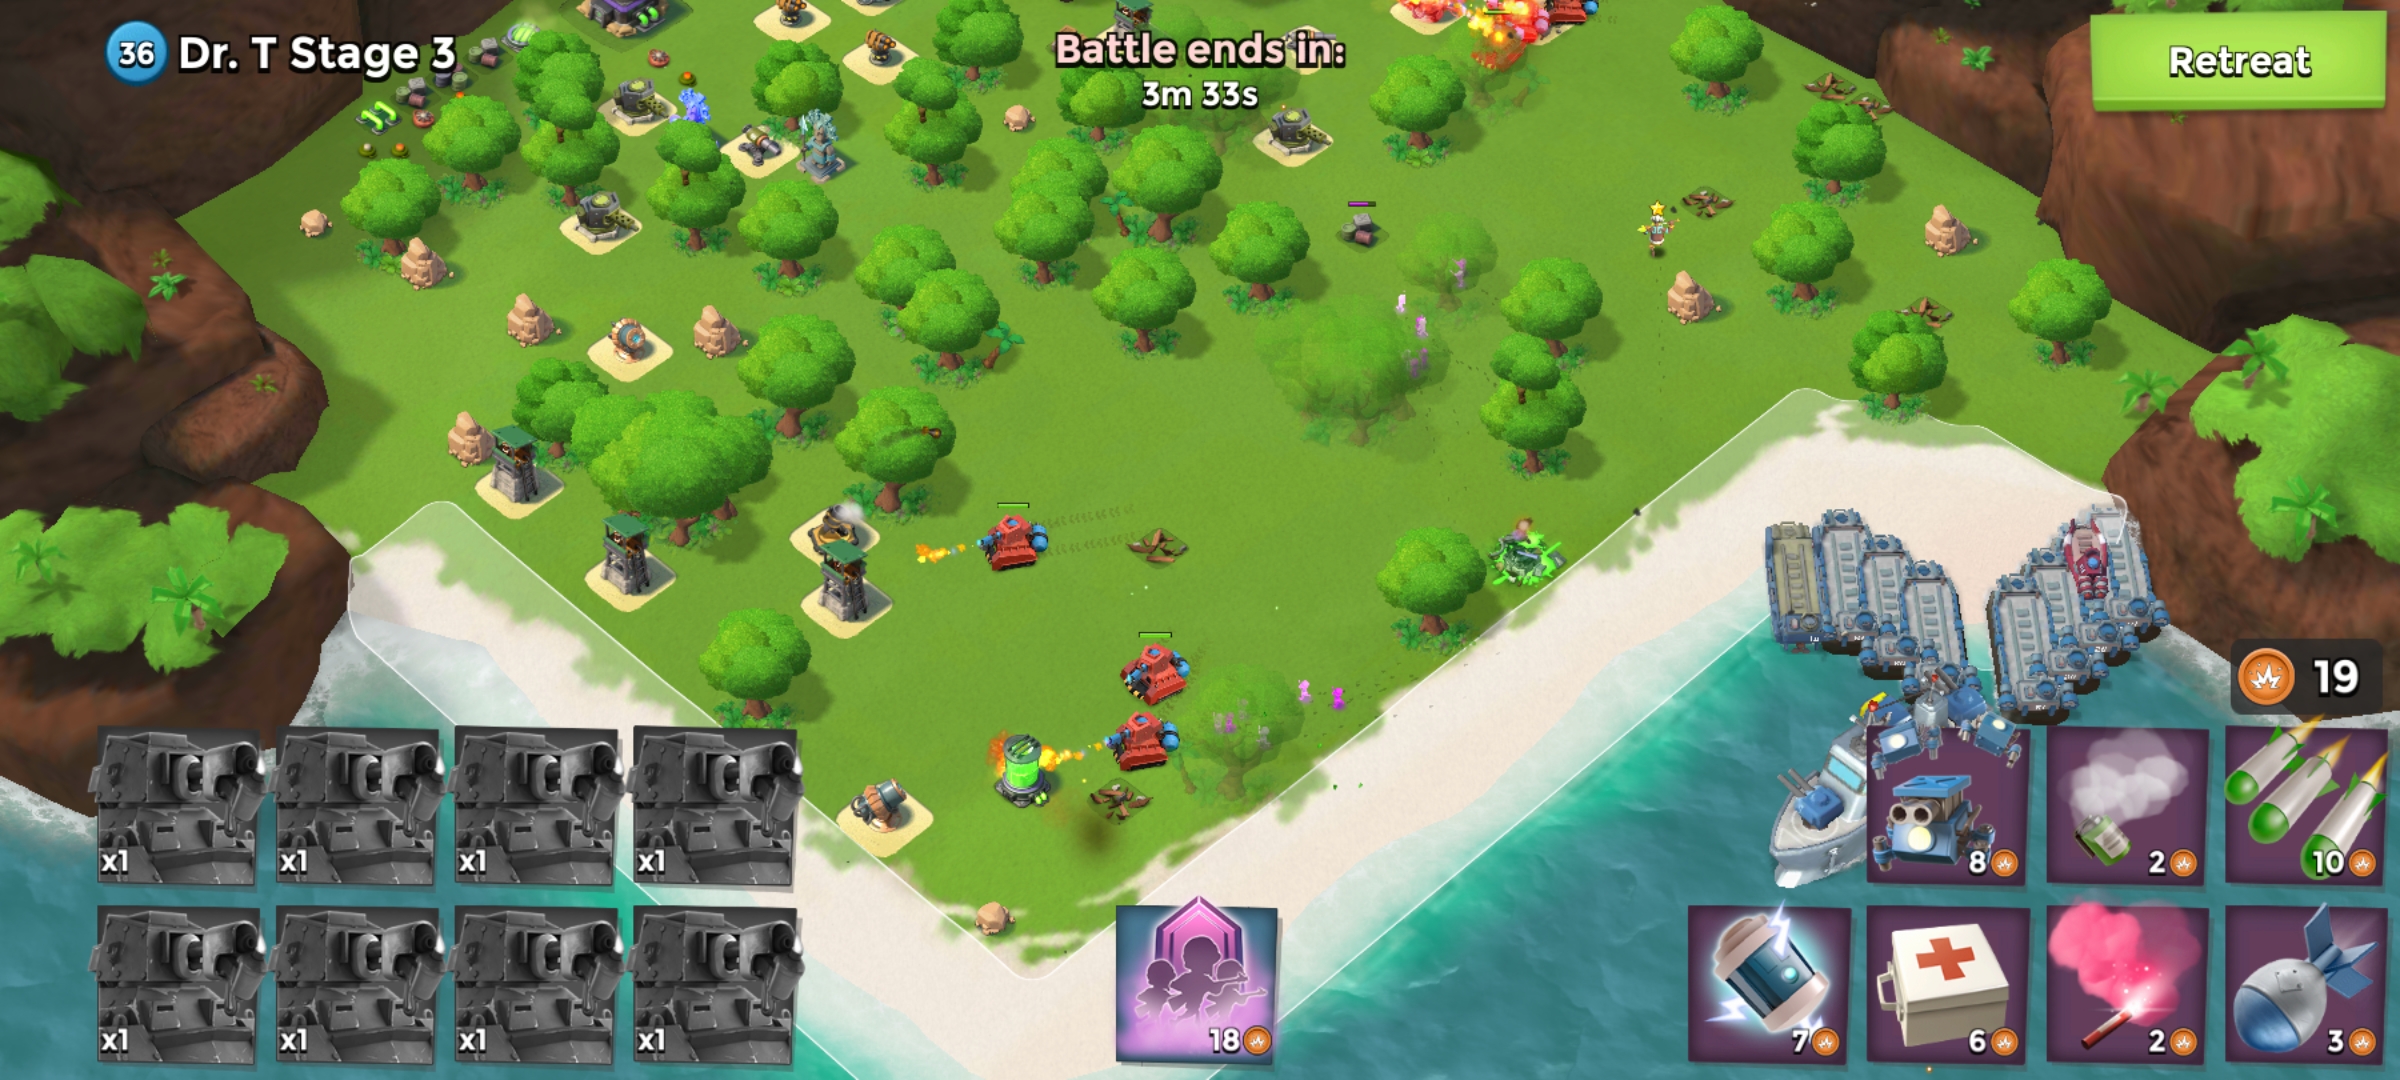 36 Dr. T Stage 3
Battle ends in:
3m 33s
Retreat
19
x1 x1 x1 x1
8 2 10
x1 x1 x1 x1
18
7 6 2 3